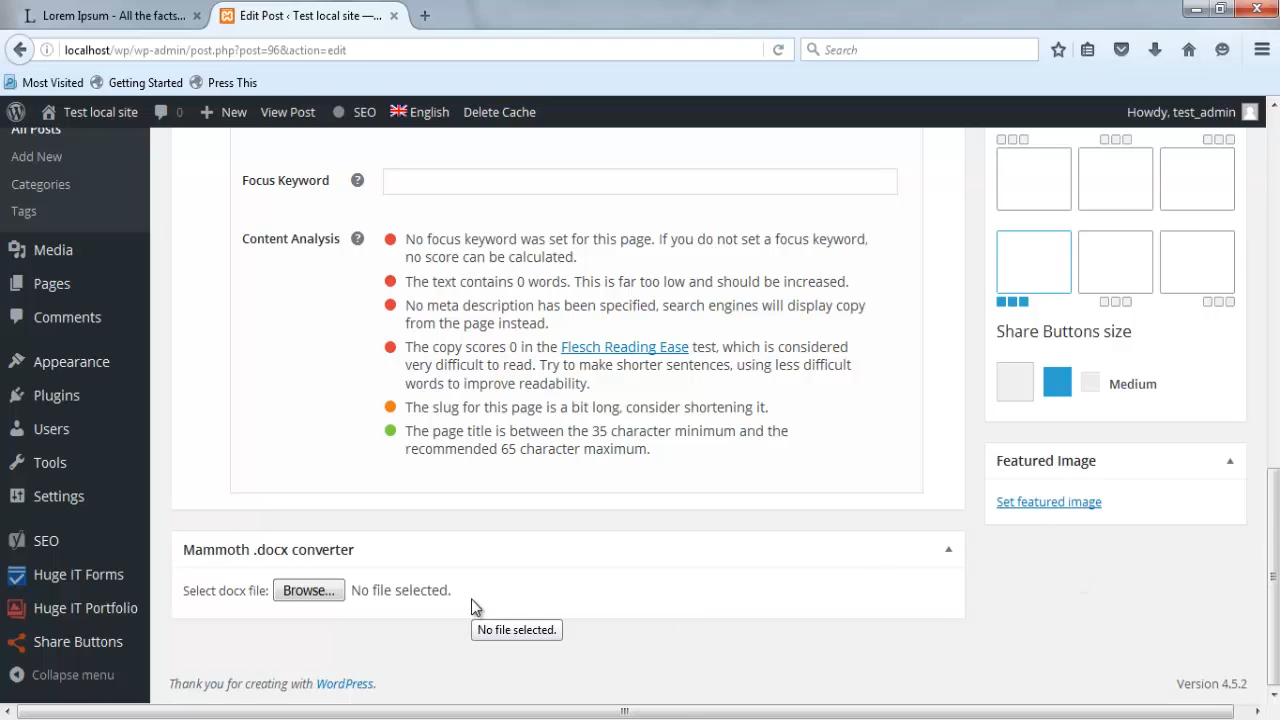 Lorem Ipsum - All the facts...
Edit Post ‹ Test local site —...
localhost/wp/wp-admin/post.php?post=96&action=edit
Search
Most Visited
Getting Started
Press This
Test local site
0
New
View Post
SEO
English
Delete Cache
Howdy, test_admin
All Posts
Add New
Categories
Tags
Media
Pages
Comments
Appearance
Plugins
Users
Tools
Settings
SEO
Huge IT Forms
Huge IT Portfolio
Share Buttons
Collapse menu
Focus Keyword
Content Analysis
No focus keyword was set for this page. If you do not set a focus keyword,
no score can be calculated.
The text contains 0 words. This is far too low and should be increased.
No meta description has been specified, search engines will display copy
from the page instead.
The copy scores 0 in the Flesch Reading Ease test, which is considered
very difficult to read. Try to make shorter sentences, using less difficult
words to improve readability.
The slug for this page is a bit long, consider shortening it.
The page title is between the 35 character minimum and the
recommended 65 character maximum.
Share Buttons size
Medium
Featured Image
Set featured image
Mammoth .docx converter
Select docx file: Browse... No file selected.
No file selected.
Thank you for creating with WordPress.
Version 4.5.2